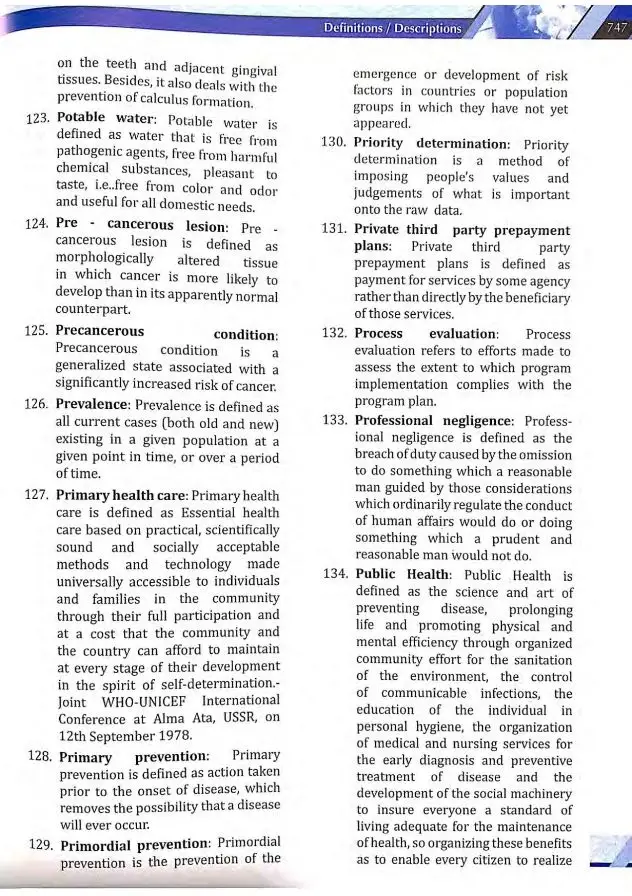 Definitions / Descriptions
747
on the teeth and adjacent gingival
tissues. Besides, it also deals with the
prevention of calculus formation.
123. Potable water: Potable water is
defined as water that is free from
pathogenic agents, free from harmful
chemical substances, pleasant to
taste, i.e..free from color and odor
and useful for all domestic needs.
124. Pre - cancerous lesion: Pre -
cancerous lesion is defined as
morphologically altered tissue
in which cancer is more likely to
develop than in its apparently normal
counterpart.
125. Precancerous condition:
Precancerous condition is a
generalized state associated with a
significantly increased risk of cancer.
126. Prevalence: Prevalence is defined as
all current cases (both old and new)
existing in a given population at a
given point in time, or over a period
of time.
127. Primary health care: Primary health
care is defined as Essential health
care based on practical, scientifically
sound and socially acceptable
methods and technology made
universally accessible to individuals
and families in the community
through their full participation and
at a cost that the community and
the country can afford to maintain
at every stage of their development
in the spirit of self-determination.-
Joint WHO-UNICEF International
Conference at Alma Ata, USSR, on
12th September 1978.
128. Primary prevention: Primary
prevention is defined as action taken
prior to the onset of disease, which
removes the possibility that a disease
will ever occur.
129. Primordial prevention: Primordial
prevention is the prevention of the
emergence or development of risk
factors in countries or population
groups in which they have not yet
appeared.
130. Priority determination: Priority
determination is a method of
imposing people's values and
judgements of what is important
onto the raw data.
131. Private third party prepayment
plans: Private third party
prepayment plans is defined as
payment for services by some agency
rather than directly by the beneficiary
of those services.
132. Process evaluation: Process
evaluation refers to efforts made to
assess the extent to which program
implementation complies with the
program plan.
133. Professional negligence: Profess-
ional negligence is defined as the
breach of duty caused by the omission
to do something which a reasonable
man guided by those considerations
which ordinarily regulate the conduct
of human affairs would do or doing
something which a prudent and
reasonable man would not do.
134. Public Health: Public Health is
defined as the science and art of
preventing disease, prolonging
life and promoting physical and
mental efficiency through organized
community effort for the sanitation
of the environment, the control
of communicable infections, the
education of the individual in
personal hygiene, the organization
of medical and nursing services for
the early diagnosis and preventive
treatment of disease and the
development of the social machinery
to insure everyone a standard of
living adequate for the maintenance
of health, so organizing these benefits
as to enable every citizen to realize